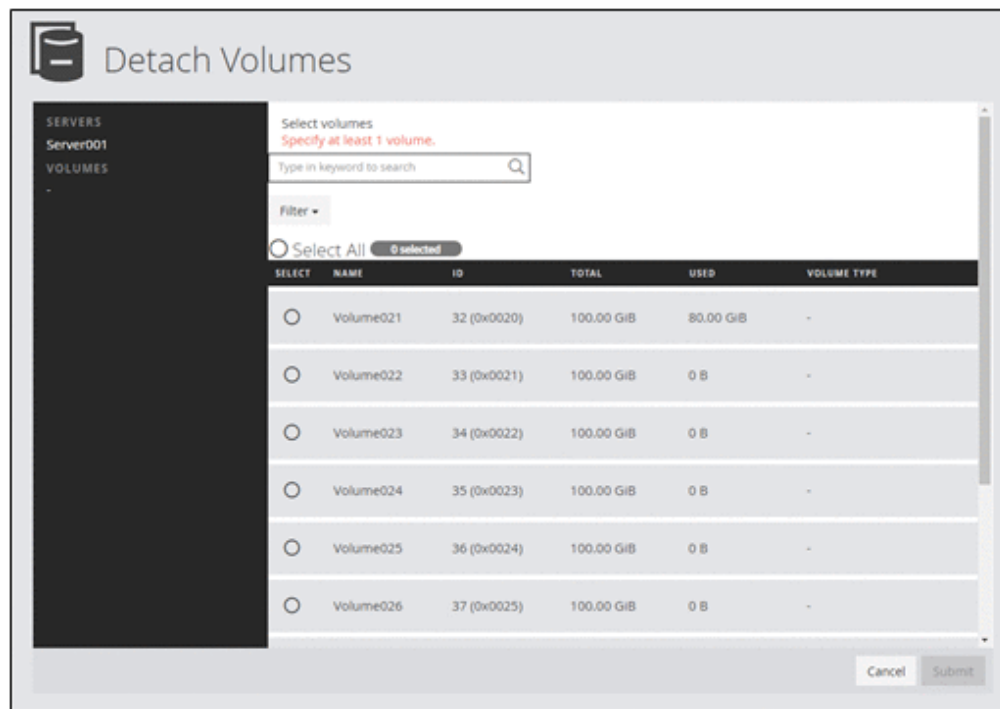 Detach Volumes
SERVERS
Server001
VOLUMES
-
Select volumes
Specify at least 1 volume.
Type in keyword to search
Filter
Select All 0 selected
SELECT NAME ID TOTAL USED VOLUME TYPE
Volume021 32 (0x0020) 100.00 GiB 80.00 GiB -
Volume022 33 (0x0021) 100.00 GiB 0 B -
Volume023 34 (0x0022) 100.00 GiB 0 B -
Volume024 35 (0x0023) 100.00 GiB 0 B -
Volume025 36 (0x0024) 100.00 GiB 0 B -
Volume026 37 (0x0025) 100.00 GiB 0 B -
Cancel Submit